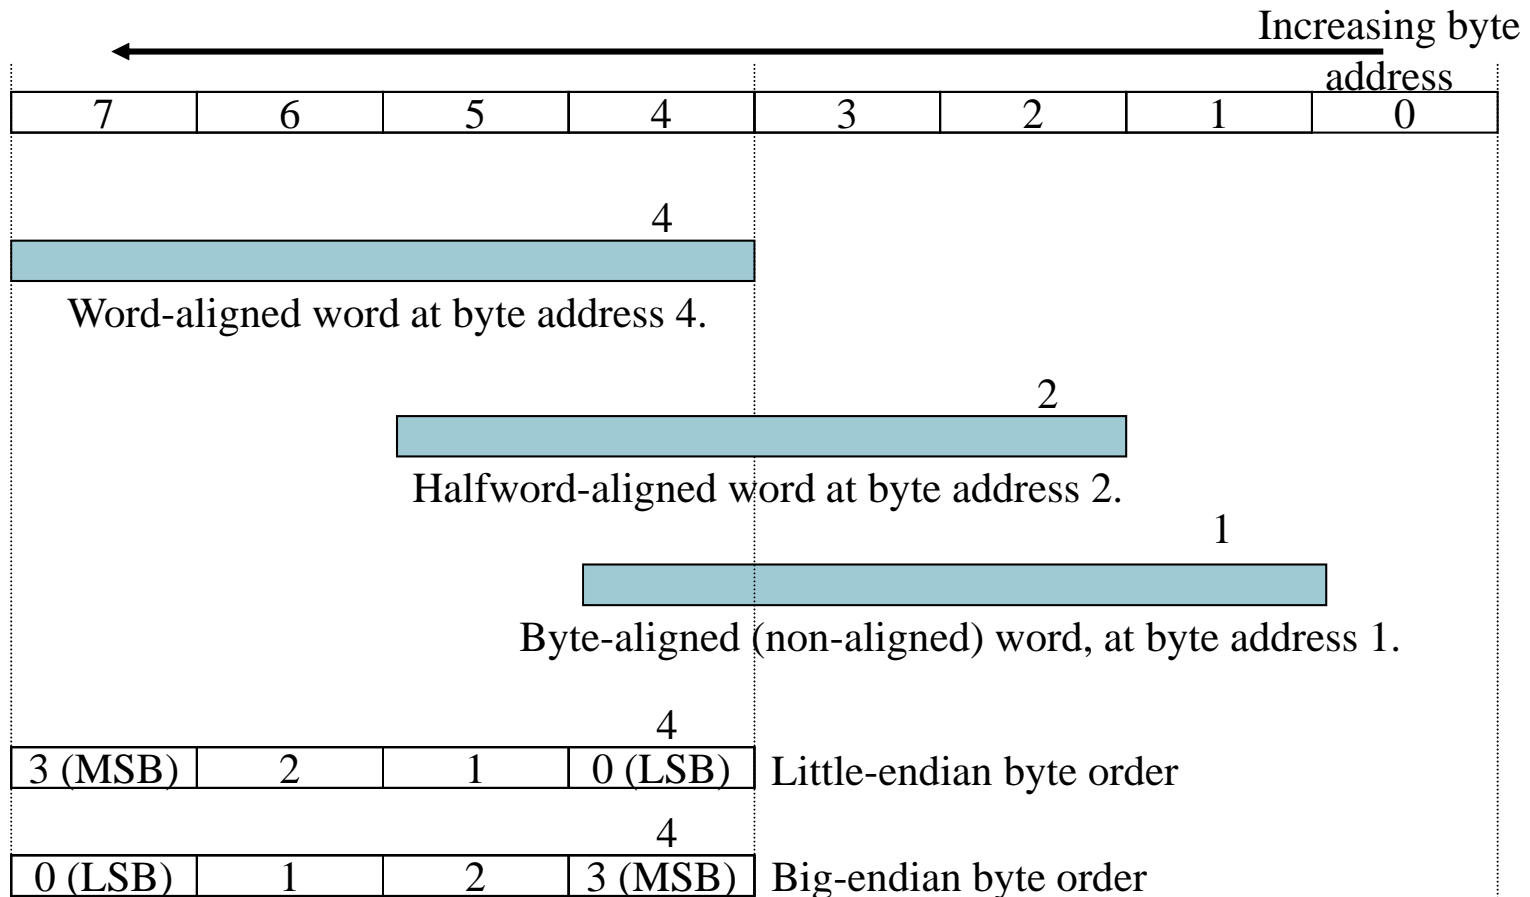 Increasing byte
address
7 6 5 4 3 2 1 0
4
Word-aligned word at byte address 4.
2
Halfword-aligned word at byte address 2.
1
Byte-aligned (non-aligned) word, at byte address 1.
4
3 (MSB) 2 1 0 (LSB) Little-endian byte order
4
0 (LSB) 1 2 3 (MSB) Big-endian byte order